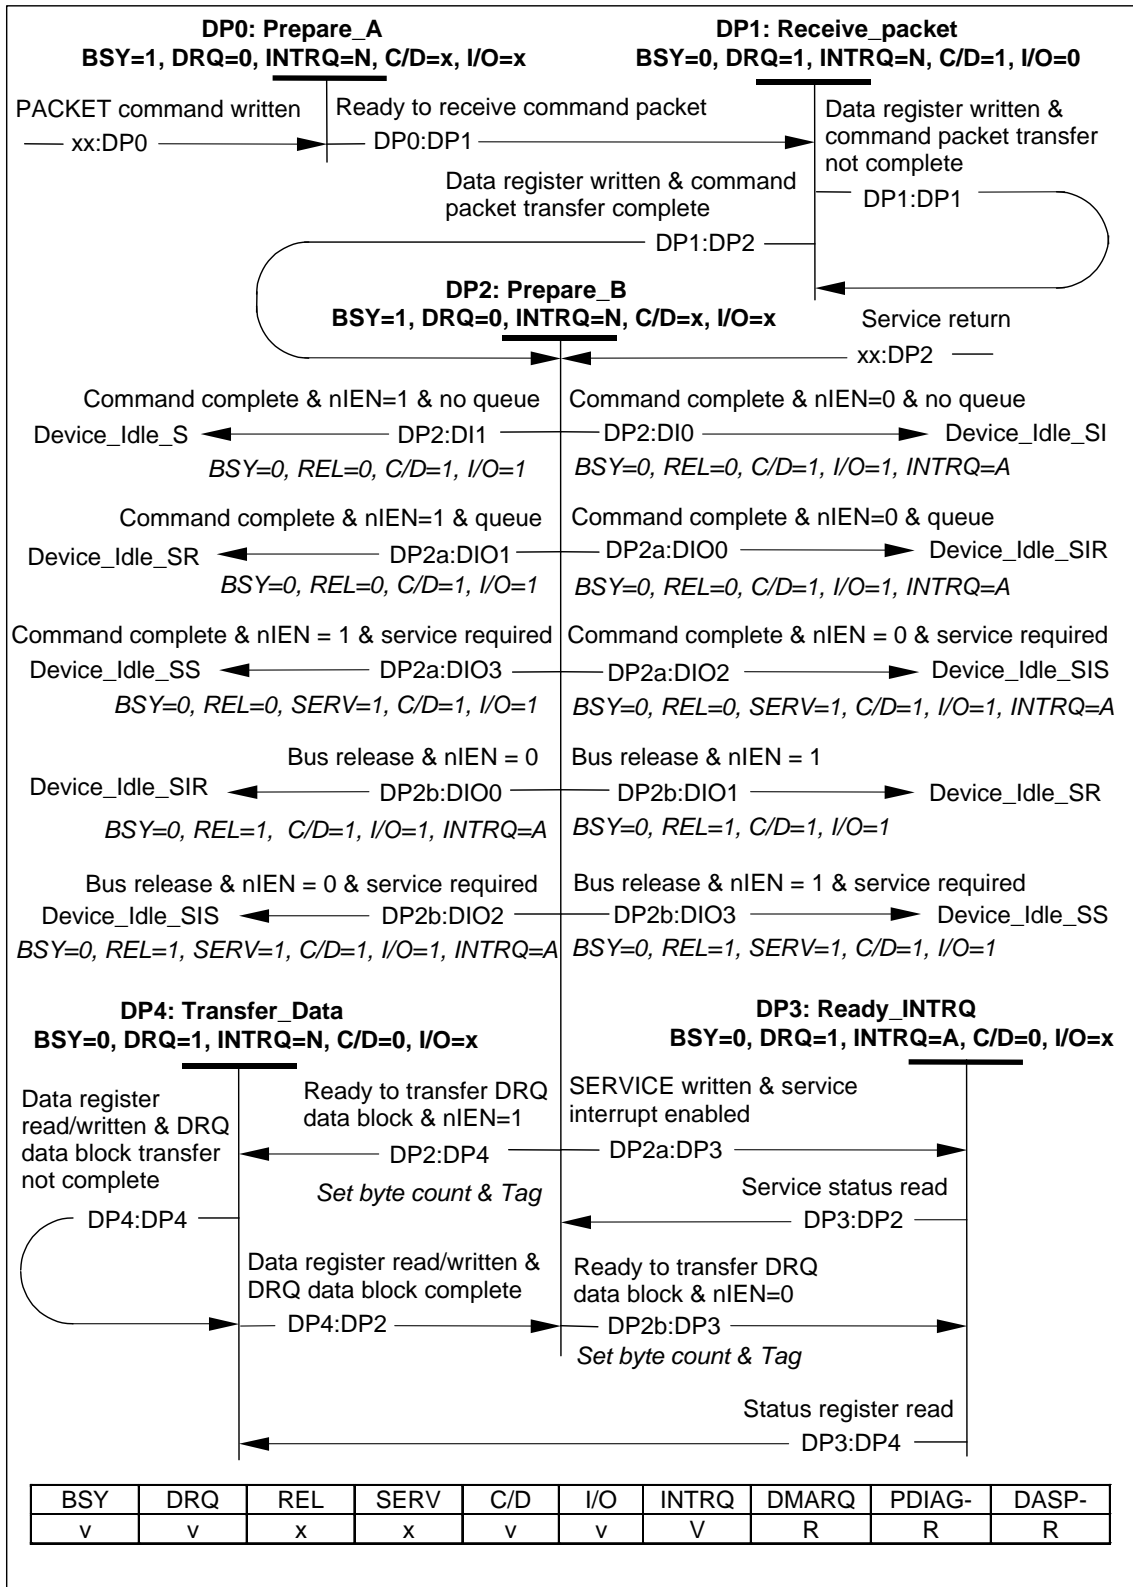 DP0: Prepare_A
BSY=1, DRQ=0, INTRQ=N, C/D=x, I/O=x
DP1: Receive_packet
BSY=0, DRQ=1, INTRQ=N, C/D=1, I/O=0
PACKET command written
xx:DP0
Ready to receive command packet
DP0:DP1
Data register written &
command packet transfer
not complete
DP1:DP1
Data register written & command
packet transfer complete
DP1:DP2
DP2: Prepare_B
BSY=1, DRQ=0, INTRQ=N, C/D=x, I/O=x
Service return
xx:DP2
Command complete & nIEN=1 & no queue
Device_Idle_S
DP2:DI1
BSY=0, REL=0, C/D=1, I/O=1
Command complete & nIEN=0 & no queue
DP2:DI0
Device_Idle_SI
BSY=0, REL=0, C/D=1, I/O=1, INTRQ=A
Command complete & nIEN=1 & queue
Device_Idle_SR
DP2a:DIO1
BSY=0, REL=0, C/D=1, I/O=1
Command complete & nIEN=0 & queue
DP2a:DIO0
Device_Idle_SIR
BSY=0, REL=0, C/D=1, I/O=1, INTRQ=A
Command complete & nIEN = 1 & service required
Device_Idle_SS
DP2a:DIO3
BSY=0, REL=0, SERV=1, C/D=1, I/O=1
Command complete & nIEN = 0 & service required
DP2a:DIO2
Device_Idle_SIS
BSY=0, REL=0, SERV=1, C/D=1, I/O=1, INTRQ=A
Bus release & nIEN = 0
Device_Idle_SIR
DP2b:DIO0
BSY=0, REL=1, C/D=1, I/O=1, INTRQ=A
Bus release & nIEN = 1
DP2b:DIO1
Device_Idle_SR
BSY=0, REL=1, C/D=1, I/O=1
Bus release & nIEN = 0 & service required
Device_Idle_SIS
DP2b:DIO2
BSY=0, REL=1, SERV=1, C/D=1, I/O=1, INTRQ=A
Bus release & nIEN = 1 & service required
DP2b:DIO3
Device_Idle_SS
BSY=0, REL=1, SERV=1, C/D=1, I/O=1
DP4: Transfer_Data
BSY=0, DRQ=1, INTRQ=N, C/D=0, I/O=x
DP3: Ready_INTRQ
BSY=0, DRQ=1, INTRQ=A, C/D=0, I/O=x
Data register
read/written & DRQ
data block transfer
not complete
DP4:DP4
Ready to transfer DRQ
data block & nIEN=1
DP2:DP4
Set byte count & Tag
SERVICE written & service
interrupt enabled
DP2a:DP3
Service status read
DP3:DP2
Data register read/written &
DRQ data block complete
DP4:DP2
Ready to transfer DRQ
data block & nIEN=0
DP2b:DP3
Set byte count & Tag
Status register read
DP3:DP4
BSY DRQ REL SERV C/D I/O INTRQ DMARQ PDIAG- DASP-
v v x x v v V R R R